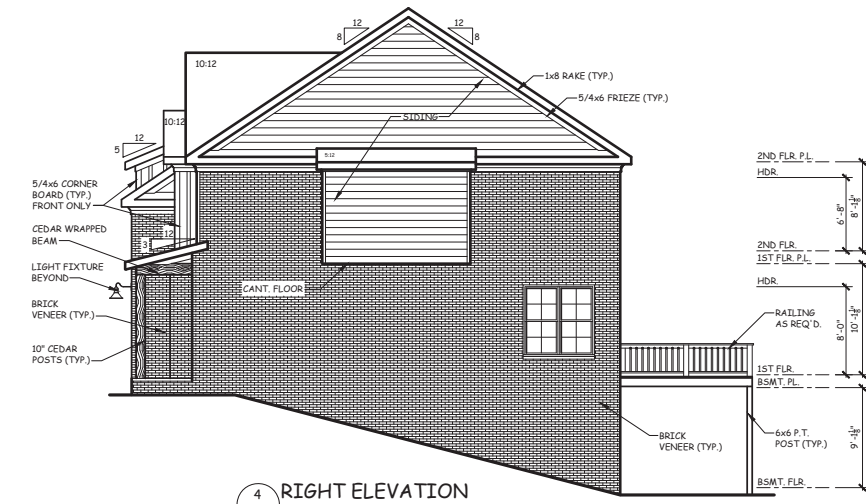 12
8
12
8
10:12
1x8 RAKE (TYP.)
5/4x6 FRIEZE (TYP.)
SIDING
10:12
12
5
5:12
2ND FLR. P.L.
HDR.
5/4x6 CORNER
BOARD (TYP.)
FRONT ONLY
6'-8"
8'-1 1/8"
CEDAR WRAPPED
BEAM
12
3
2ND FLR.
1ST FLR. P.L.
LIGHT FIXTURE
BEYOND
CANT. FLOOR
HDR.
BRICK
VENEER (TYP.)
RAILING
AS REQ'D.
8'-0"
10'-1 1/8"
10" CEDAR
POSTS (TYP.)
1ST FLR.
BSMT. PL.
BRICK
VENEER (TYP.)
6x6 P.T.
POST (TYP.)
9'-1 1/8"
BSMT. FLR.
4
RIGHT ELEVATION